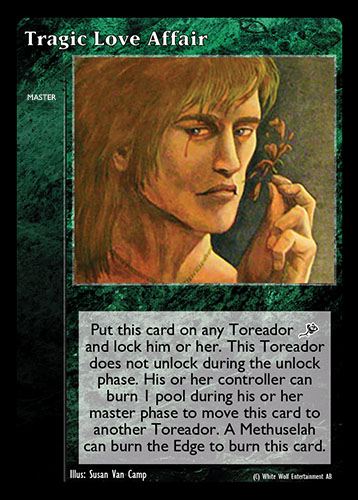 Tragic Love Affair
MASTER
Put this card on any Toreador
and lock him or her. This Toreador
does not unlock during the unlock
phase. His or her controller can
burn 1 pool during his or her
master phase to move this card to
another Toreador. A Methuselah
can burn the Edge to burn this card.
Illus: Susan Van Camp
(C) White Wolf Entertainment AB